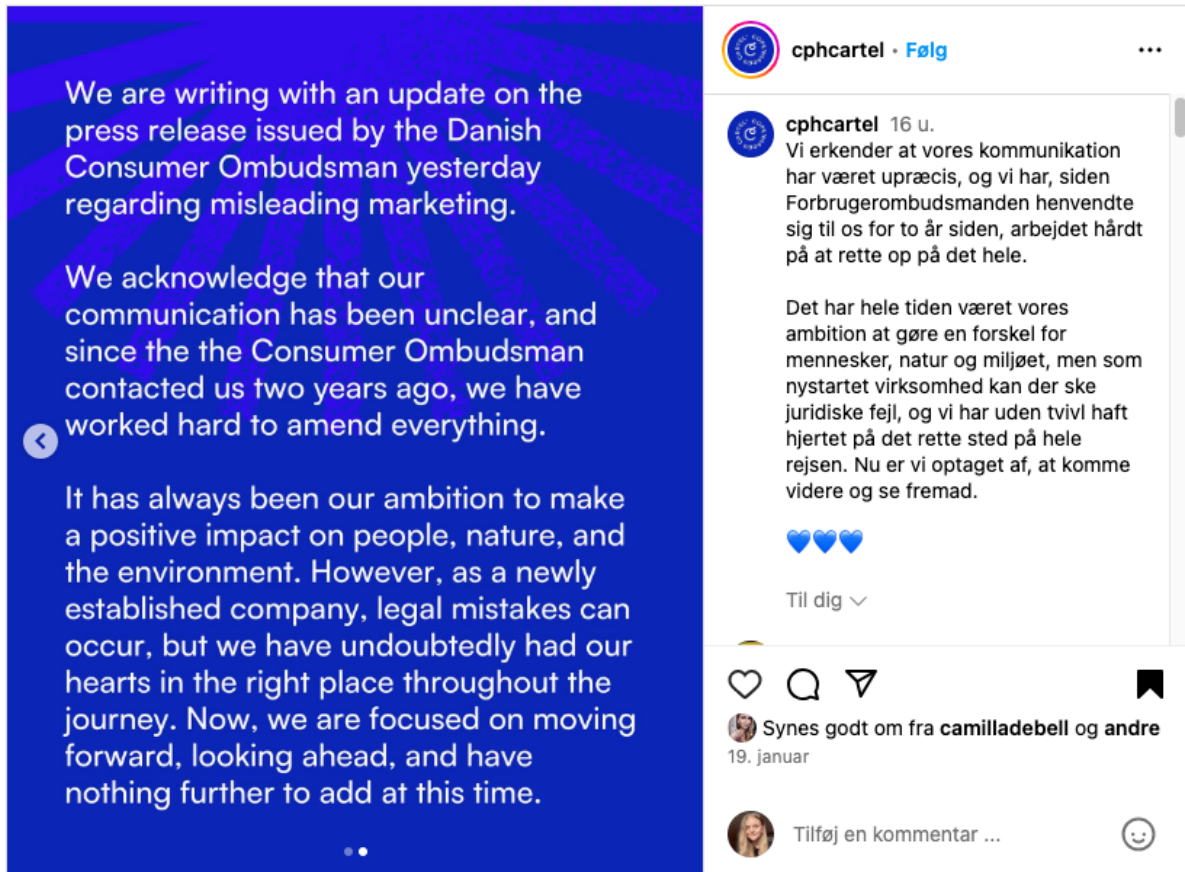 We are writing with an update on the
press release issued by the Danish
Consumer Ombudsman yesterday
regarding misleading marketing.
We acknowledge that our
communication has been unclear, and
since the the Consumer Ombudsman
contacted us two years ago, we have
worked hard to amend everything.
It has always been our ambition to make
a positive impact on people, nature, and
the environment. However, as a newly
established company, legal mistakes can
occur, but we have undoubtedly had our
hearts in the right place throughout the
journey. Now, we are focused on moving
forward, looking ahead, and have
nothing further to add at this time.
cphcartel • Følg
cphcartel 16 u.
Vi erkender at vores kommunikation
har været upræcis, og vi har, siden
Forbrugerombudsmanden henvendte
sig til os for to år siden, arbejdet hårdt
på at rette op på det hele.
Det har hele tiden været vores
ambition at gøre en forskel for
mennesker, natur og miljøet, men som
nystartet virksomhed kan der ske
juridiske fejl, og vi har uden tvivl haft
hjertet på det rette sted på hele
rejsen. Nu er vi optaget af, at komme
videre og se fremad.
💙💙💙
Til dig
Synes godt om fra camilladebell og andre
19. januar
Tilføj en kommentar ...